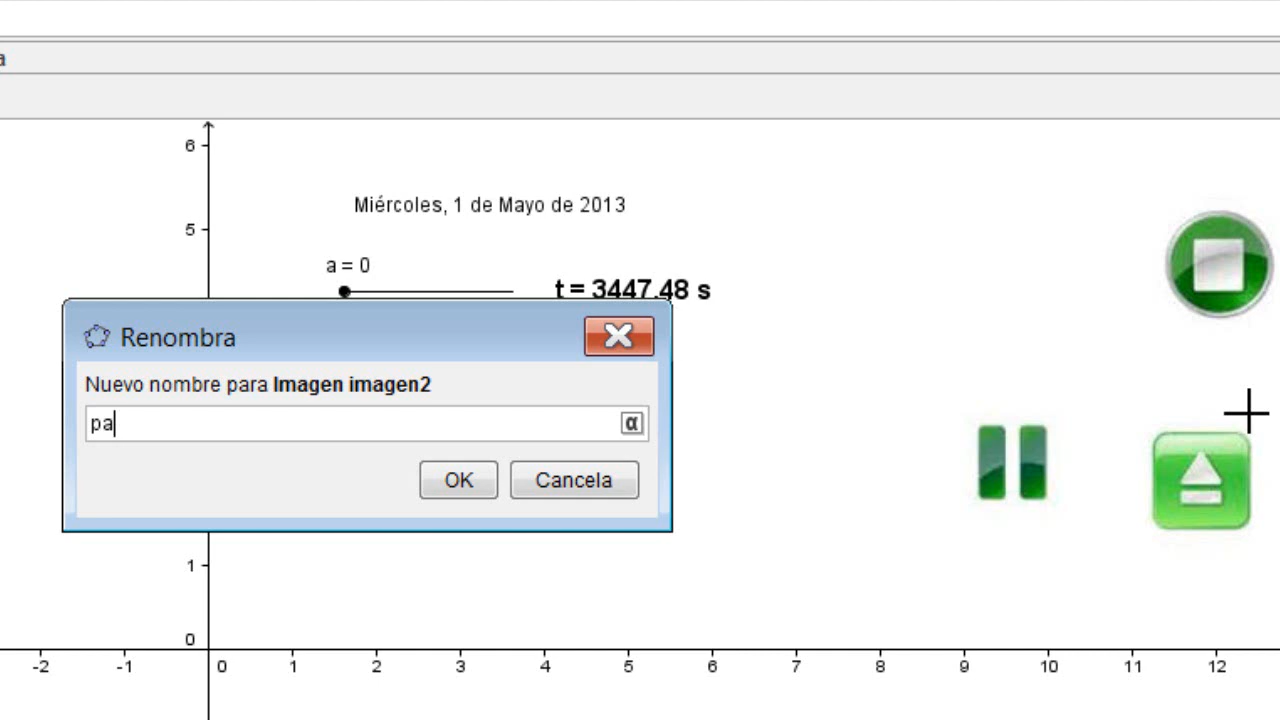 a
6
Miércoles, 1 de Mayo de 2013
5
a = 0
t = 3447.48 s
Renombra
Nuevo nombre para Imagen imagen2
pa
α
OK
Cancela
1
0
-2 -1 0 1 2 3 4 5 6 7 8 9 10 11 12